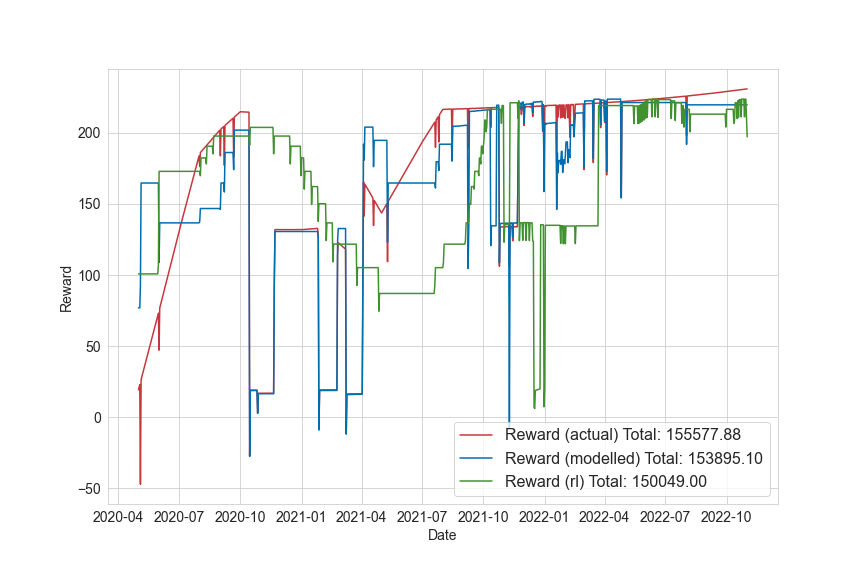 200
150
100
50
0
−50
Reward
Reward (actual) Total: 155577.88
Reward (modelled) Total: 153895.10
Reward (rl) Total: 150049.00
2020-04 2020-07 2020-10 2021-01 2021-04 2021-07 2021-10 2022-01 2022-04 2022-07 2022-10
Date